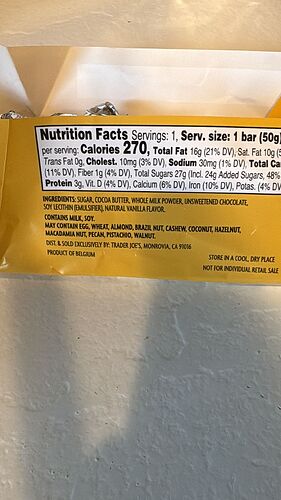 Nutrition Facts Servings: 1, Serv. size: 1 bar (50g)
per serving: Calories 270, Total Fat 16g (21% DV), Sat. Fat 10g (5
Trans Fat 0g, Cholest. 10mg (3% DV), Sodium 30mg (1% DV), Total Ca
(11% DV), Fiber 1g (4% DV), Total Sugars 27g (Incl. 24g Added Sugars, 48%
Protein 3g, Vit. D (4% DV), Calcium (6% DV), Iron (10% DV), Potas. (4% DV
INGREDIENTS: SUGAR, COCOA BUTTER, WHOLE MILK POWDER, UNSWEETENED CHOCOLATE,
SOY LECITHIN (EMULSIFIER), NATURAL VANILLA FLAVOR.
CONTAINS MILK, SOY.
MAY CONTAIN EGG, WHEAT, ALMOND, BRAZIL NUT, CASHEW, COCONUT, HAZELNUT,
MACADAMIA NUT, PECAN, PISTACHIO, WALNUT.
DIST. & SOLD EXCLUSIVELY BY: TRADER JOE'S, MONROVIA, CA 91016
PRODUCT OF BELGIUM
STORE IN A COOL, DRY PLACE
NOT FOR INDIVIDUAL RETAIL SALE